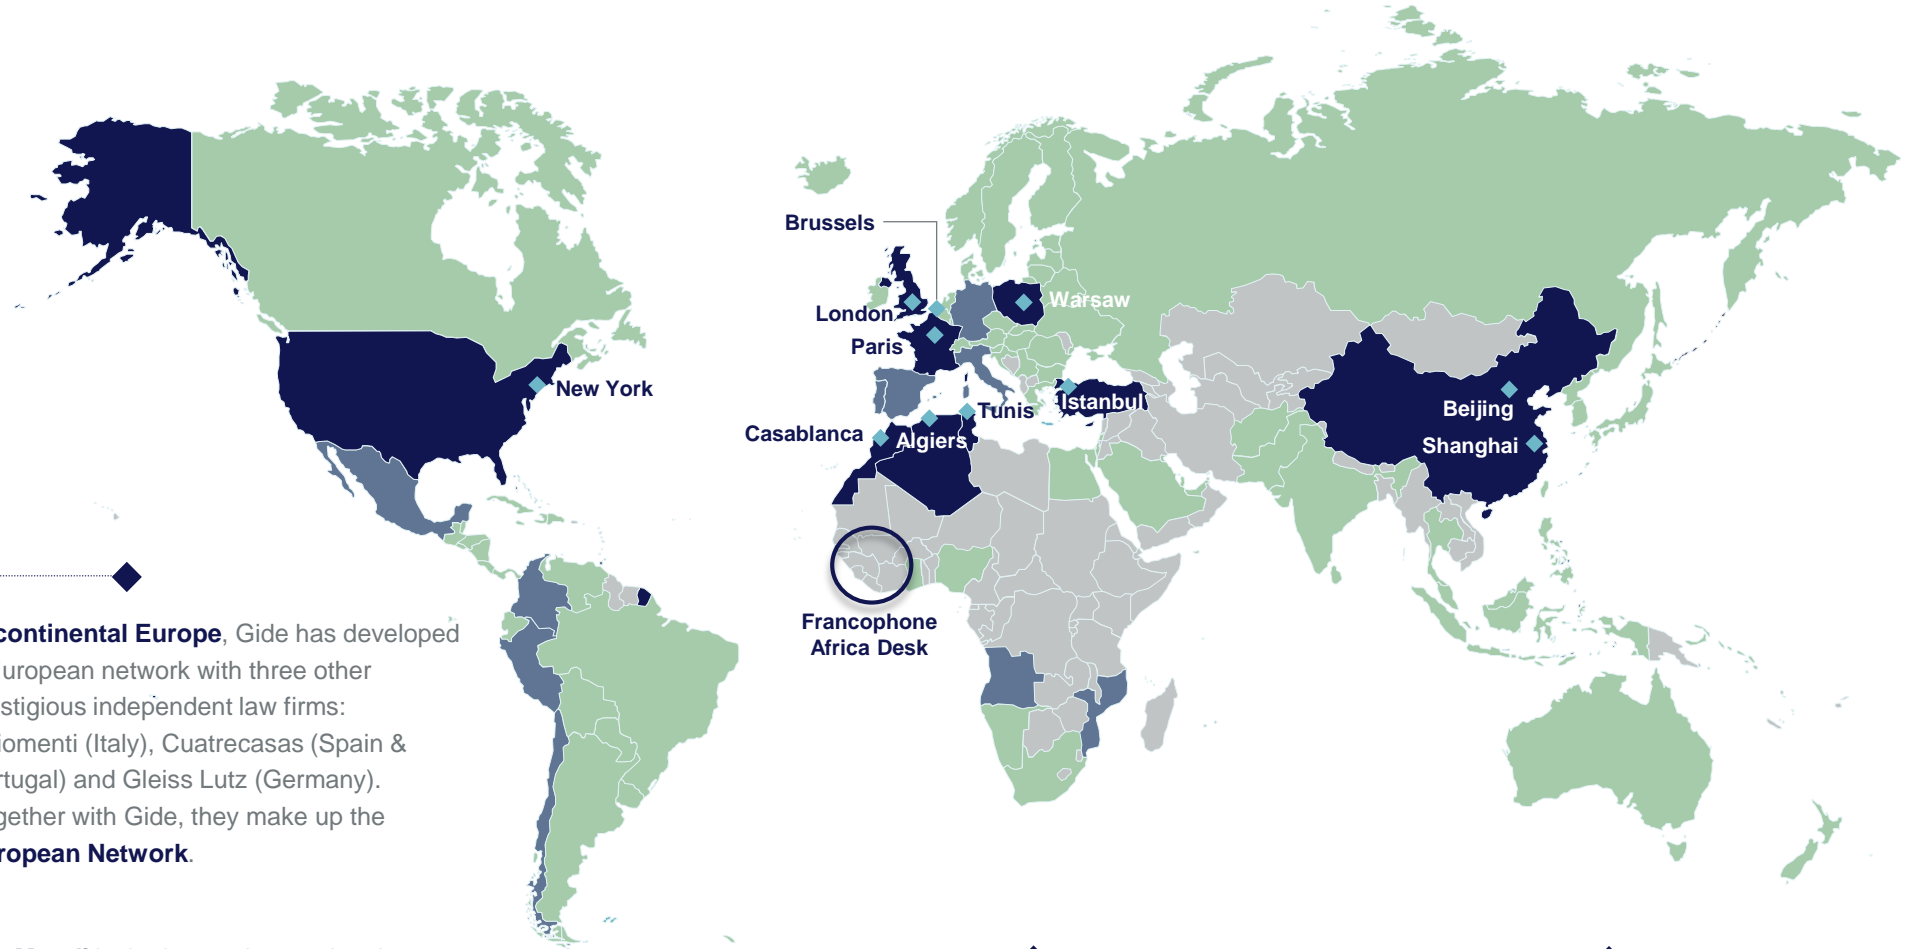 Brussels
London
Warsaw
Paris
New York
Istanbul
Tunis
Casablanca
Algiers
Beijing
Shanghai
Francophone
Africa Desk
continental Europe, Gide has developed
uropean network with three other
stigious independent law firms:
iomenti (Italy), Cuatrecasas (Spain &
rtugal) and Gleiss Lutz (Germany).
gether with Gide, they make up the
ropean Network.